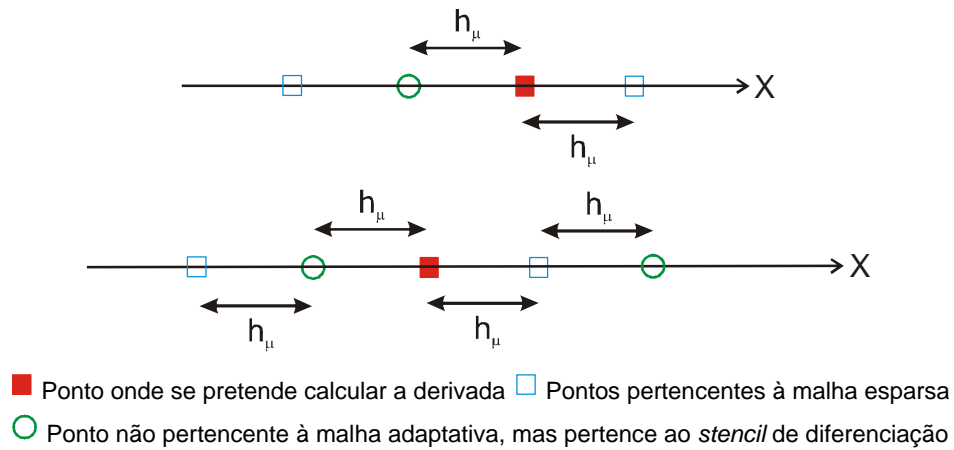 hμ
X
hμ
hμ
hμ
X
hμ
hμ
Ponto onde se pretende calcular a derivada Pontos pertencentes à malha esparsa
Ponto não pertencente à malha adaptativa, mas pertence ao stencil de diferenciação